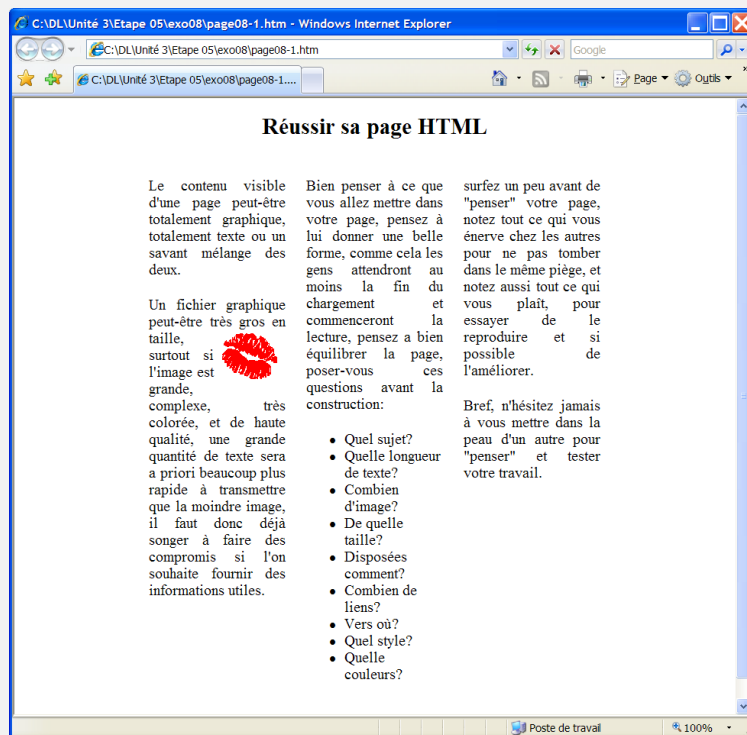 C:\DL\Unité 3\Etape 05\exo08\page08-1.htm - Windows Internet Explorer
C:\DL\Unité 3\Etape 05\exo08\page08-1.htm
Google
C:\DL\Unité 3\Etape 05\exo08\page08-1....
Page
Outils
»
Réussir sa page HTML
Le contenu visible
d'une page peut-être
totalement graphique,
totalement texte ou un
savant mélange des
deux.
Un fichier graphique
peut-être très gros en
taille,
surtout si
l'image est
grande,
complexe, très
colorée, et de haute
qualité, une grande
quantité de texte sera
a priori beaucoup plus
rapide à transmettre
que la moindre image,
il faut donc déjà
songer à faire des
compromis si l'on
souhaite fournir des
informations utiles.
Bien penser à ce que
vous allez mettre dans
votre page, pensez à
lui donner une belle
forme, comme cela les
gens attendront au
moins la fin du
chargement et
commenceront la
lecture, pensez a bien
équilibrer la page,
poser-vous ces
questions avant la
construction:
• Quel sujet?
• Quelle longueur
de texte?
• Combien
d'image?
• De quelle
taille?
• Disposées
comment?
• Combien de
liens?
• Vers où?
• Quel style?
• Quelle
couleurs?
surfez un peu avant de
"penser" votre page,
notez tout ce qui vous
énerve chez les autres
pour ne pas tomber
dans le même piège, et
notez aussi tout ce qui
vous plaît, pour
essayer de le
reproduire et si
possible de
l'améliorer.
Bref, n'hésitez jamais
à vous mettre dans la
peau d'un autre pour
"penser" et tester
votre travail.
Poste de travail
100%